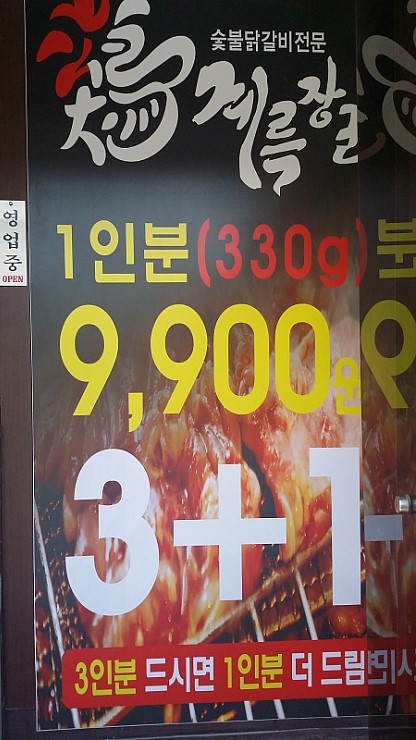 鷄
숯불닭갈비전문
계륵장군
1인분(330g)
9,900원
3+1
3인분 드시면 1인분 더 드림
영업중
OPEN